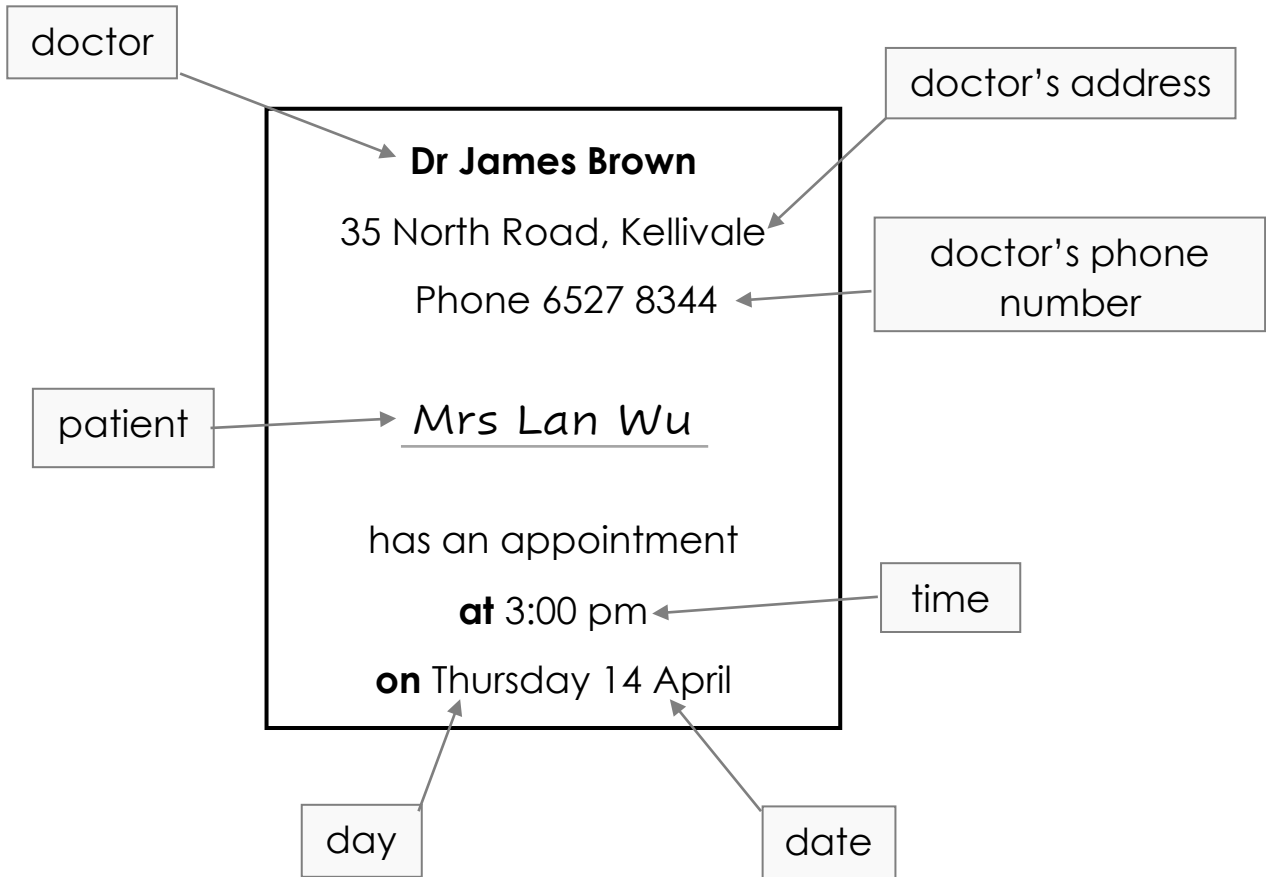 doctor
doctor's address
Dr James Brown
35 North Road, Kellivale
doctor's phone
number
Phone 6527 8344
patient
Mrs Lan Wu
has an appointment
at 3:00 pm
time
on Thursday 14 April
day
date